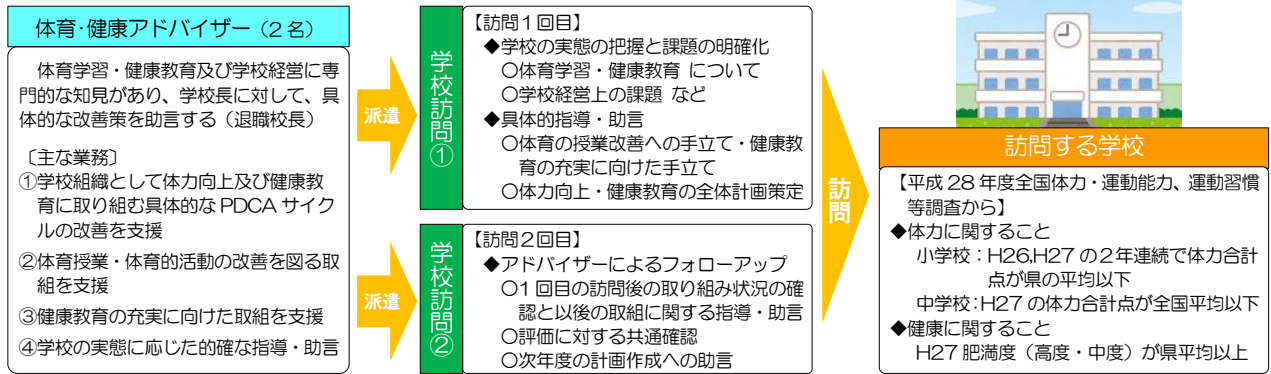 体育･健康アドバイザー（２名）
体育学習・健康教育及び学校経営に専
門的な知見があり、学校長に対して、具
体的な改善策を助言する（退職校長）
〔主な業務〕
①学校組織として体力向上及び健康教
育に取り組む具体的なPDCAサイク
ルの改善を支援
②体育授業・体育的活動の改善を図る取
組を支援
③健康教育の充実に向けた取組を支援
④学校の実態に応じた的確な指導・助言
派遣
派遣
学校訪問①
【訪問１回目】
◆学校の実態の把握と課題の明確化
〇体育学習・健康教育 について
〇学校経営上の課題 など
◆具体的指導・助言
〇体育の授業改善への手立て・健康教
育の充実に向けた手立て
〇体力向上・健康教育の全体計画策定
学校訪問②
【訪問２回目】
◆アドバイザーによるフォローアップ
〇1回目の訪問後の取り組み状況の確
認と以後の取組に関する指導・助言
〇評価に対する共通確認
〇次年度の計画作成への助言
訪問
訪問する学校
【平成28年度全国体力・運動能力、運動習慣
等調査から】
◆体力に関すること
小学校：H26,H27の２年連続で体力合計
点が県の平均以下
中学校：H27の体力合計点が全国平均以下
◆健康に関すること
H27肥満度（高度・中度）が県平均以上